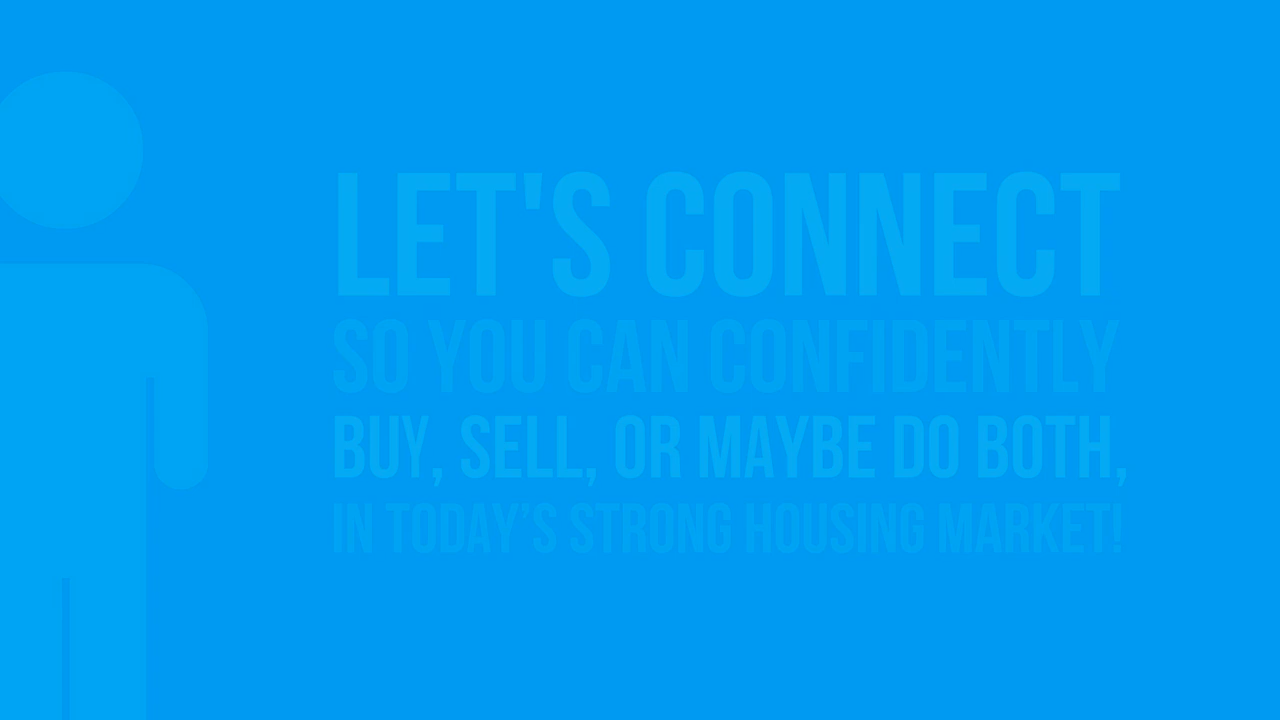 LET'S CONNECT
SO YOU CAN CONFIDENTLY
BUY, SELL, OR MAYBE DO BOTH,
IN TODAY’S STRONG HOUSING MARKET!